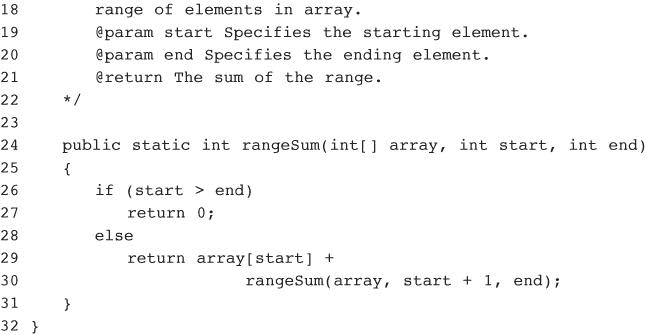 18 range of elements in array.
19 @param start Specifies the starting element.
20 @param end Specifies the ending element.
21 @return The sum of the range.
22 */
23
24 public static int rangeSum(int[] array, int start, int end)
25 {
26 if (start > end)
27 return 0;
28 else
29 return array[start] +
30 rangeSum(array, start + 1, end);
31 }
32 }